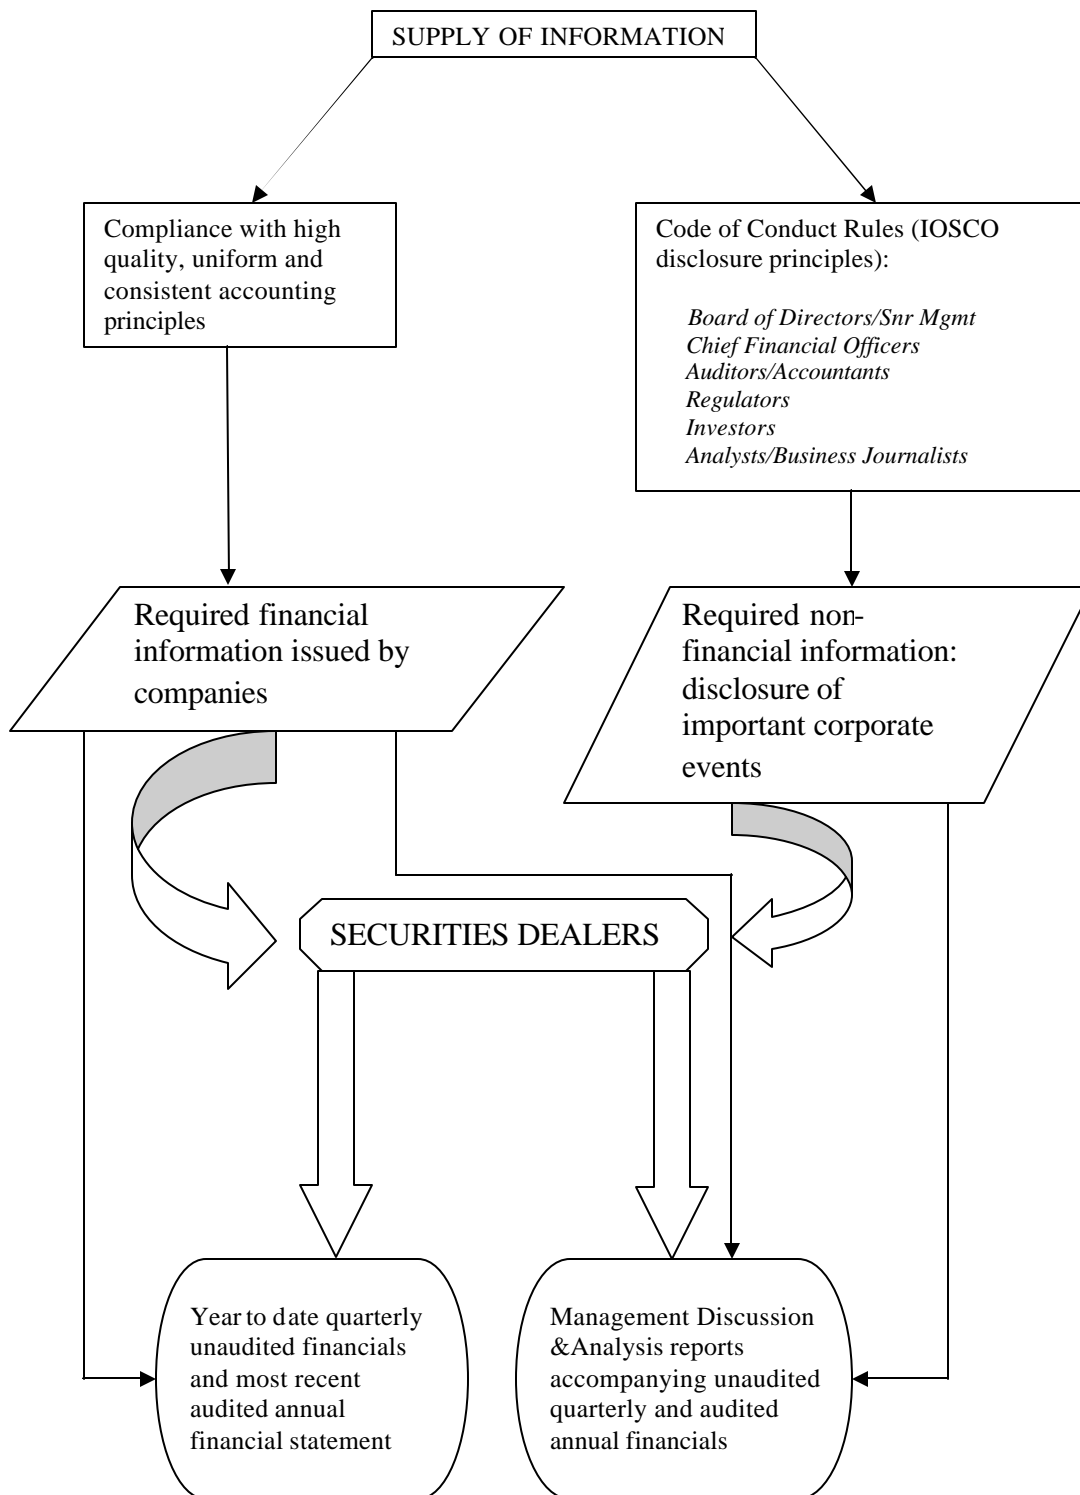 SUPPLY OF INFORMATION
Compliance with high
quality, uniform and
consistent accounting
principles
Code of Conduct Rules (IOSCO
disclosure principles):
Board of Directors/Snr Mgmt
Chief Financial Officers
Auditors/Accountants
Regulators
Investors
Analysts/Business Journalists
Required financial
information issued by
companies
Required non-
financial information:
disclosure of
important corporate
events
SECURITIES DEALERS
Year to date quarterly
unaudited financials
and most recent
audited annual
financial statement
Management Discussion
&Analysis reports
accompanying unaudited
quarterly and audited
annual financials